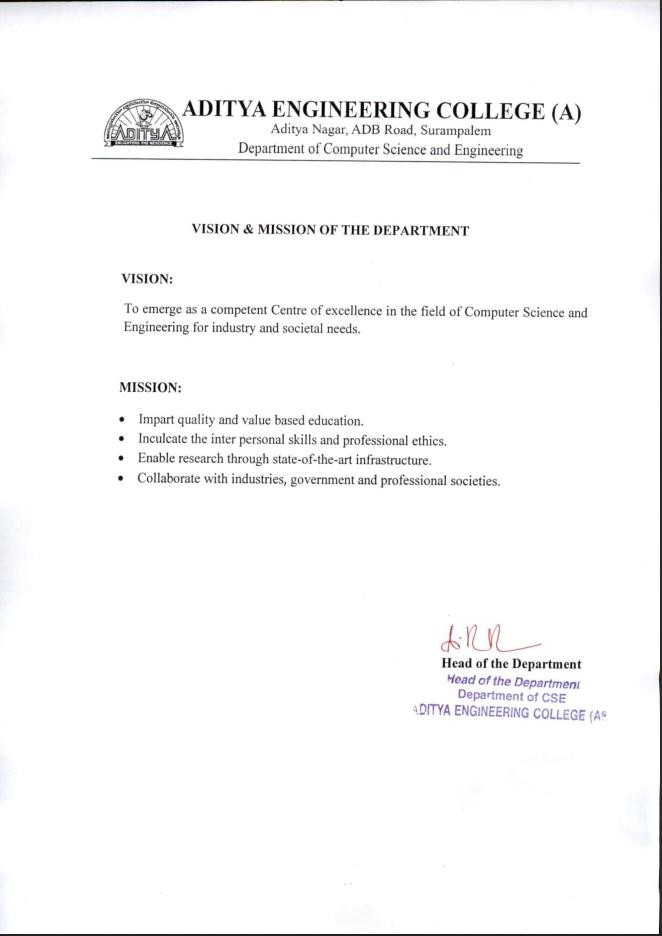 ADITYA ENGINEERING COLLEGE (A)
Aditya Nagar, ADB Road, Surampalem
Department of Computer Science and Engineering
ADITYA
VISION & MISSION OF THE DEPARTMENT
VISION:
To emerge as a competent Centre of excellence in the field of Computer Science and
Engineering for industry and societal needs.
MISSION:
• Impart quality and value based education.
• Inculcate the inter personal skills and professional ethics.
• Enable research through state-of-the-art infrastructure.
• Collaborate with industries, government and professional societies.
Head of the Department
Head of the Department
Department of CSE
ADITYA ENGINEERING COLLEGE (A